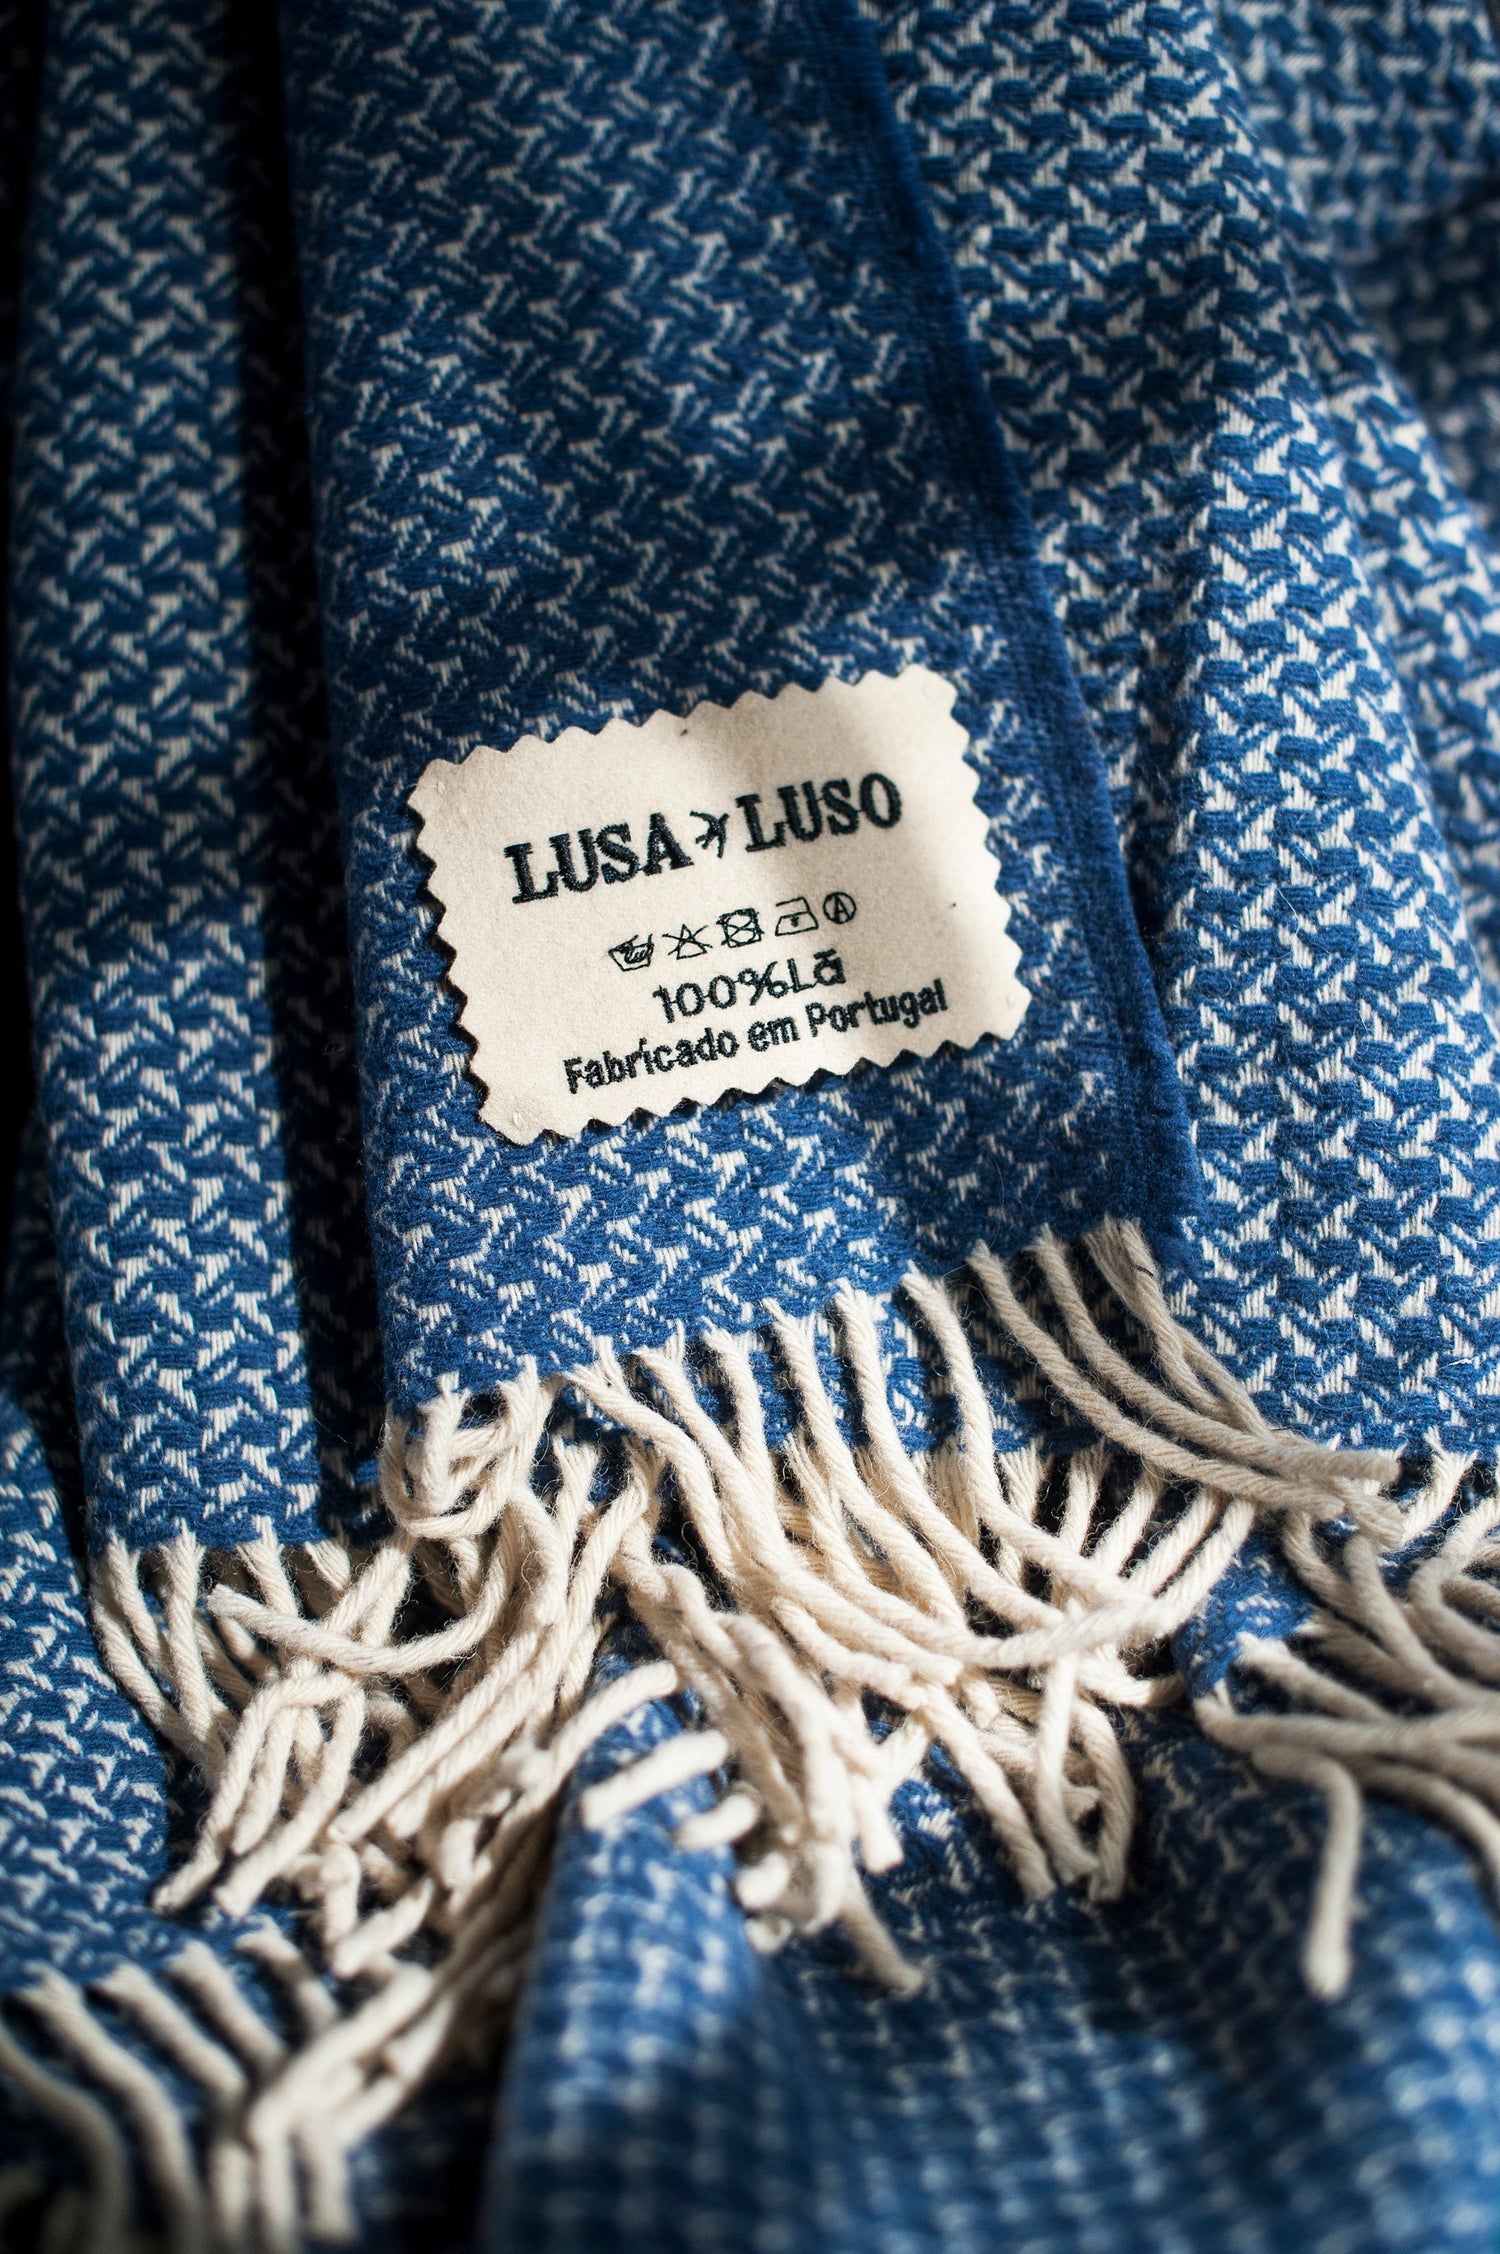 LUSA LUSO
A
100%Lã
Fabricado em Portugal